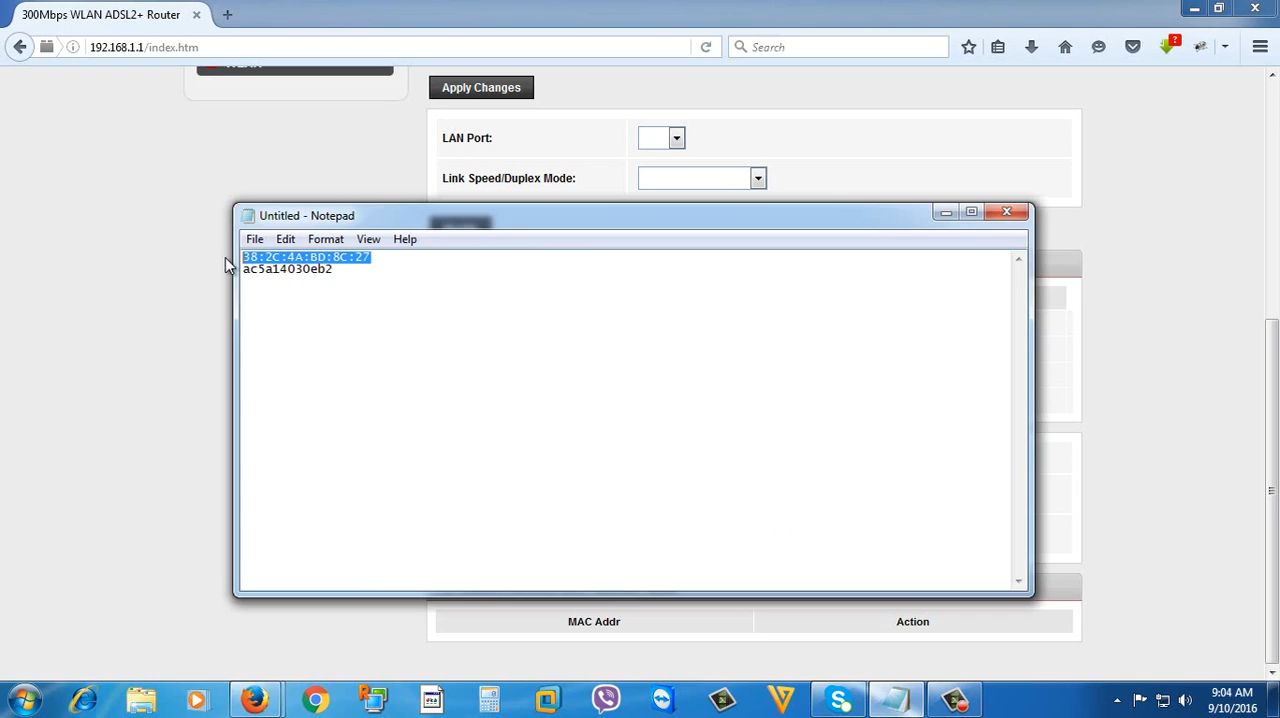 300Mbps WLAN ADSL2+ Router
192.168.1.1/index.htm
Search
?
Apply Changes
LAN Port:
Link Speed/Duplex Mode:
Untitled - Notepad
File Edit Format View Help
38:2C:4A:BD:8C:27
ac5a14030eb2
MAC Addr Action
9:04 AM
9/10/2016